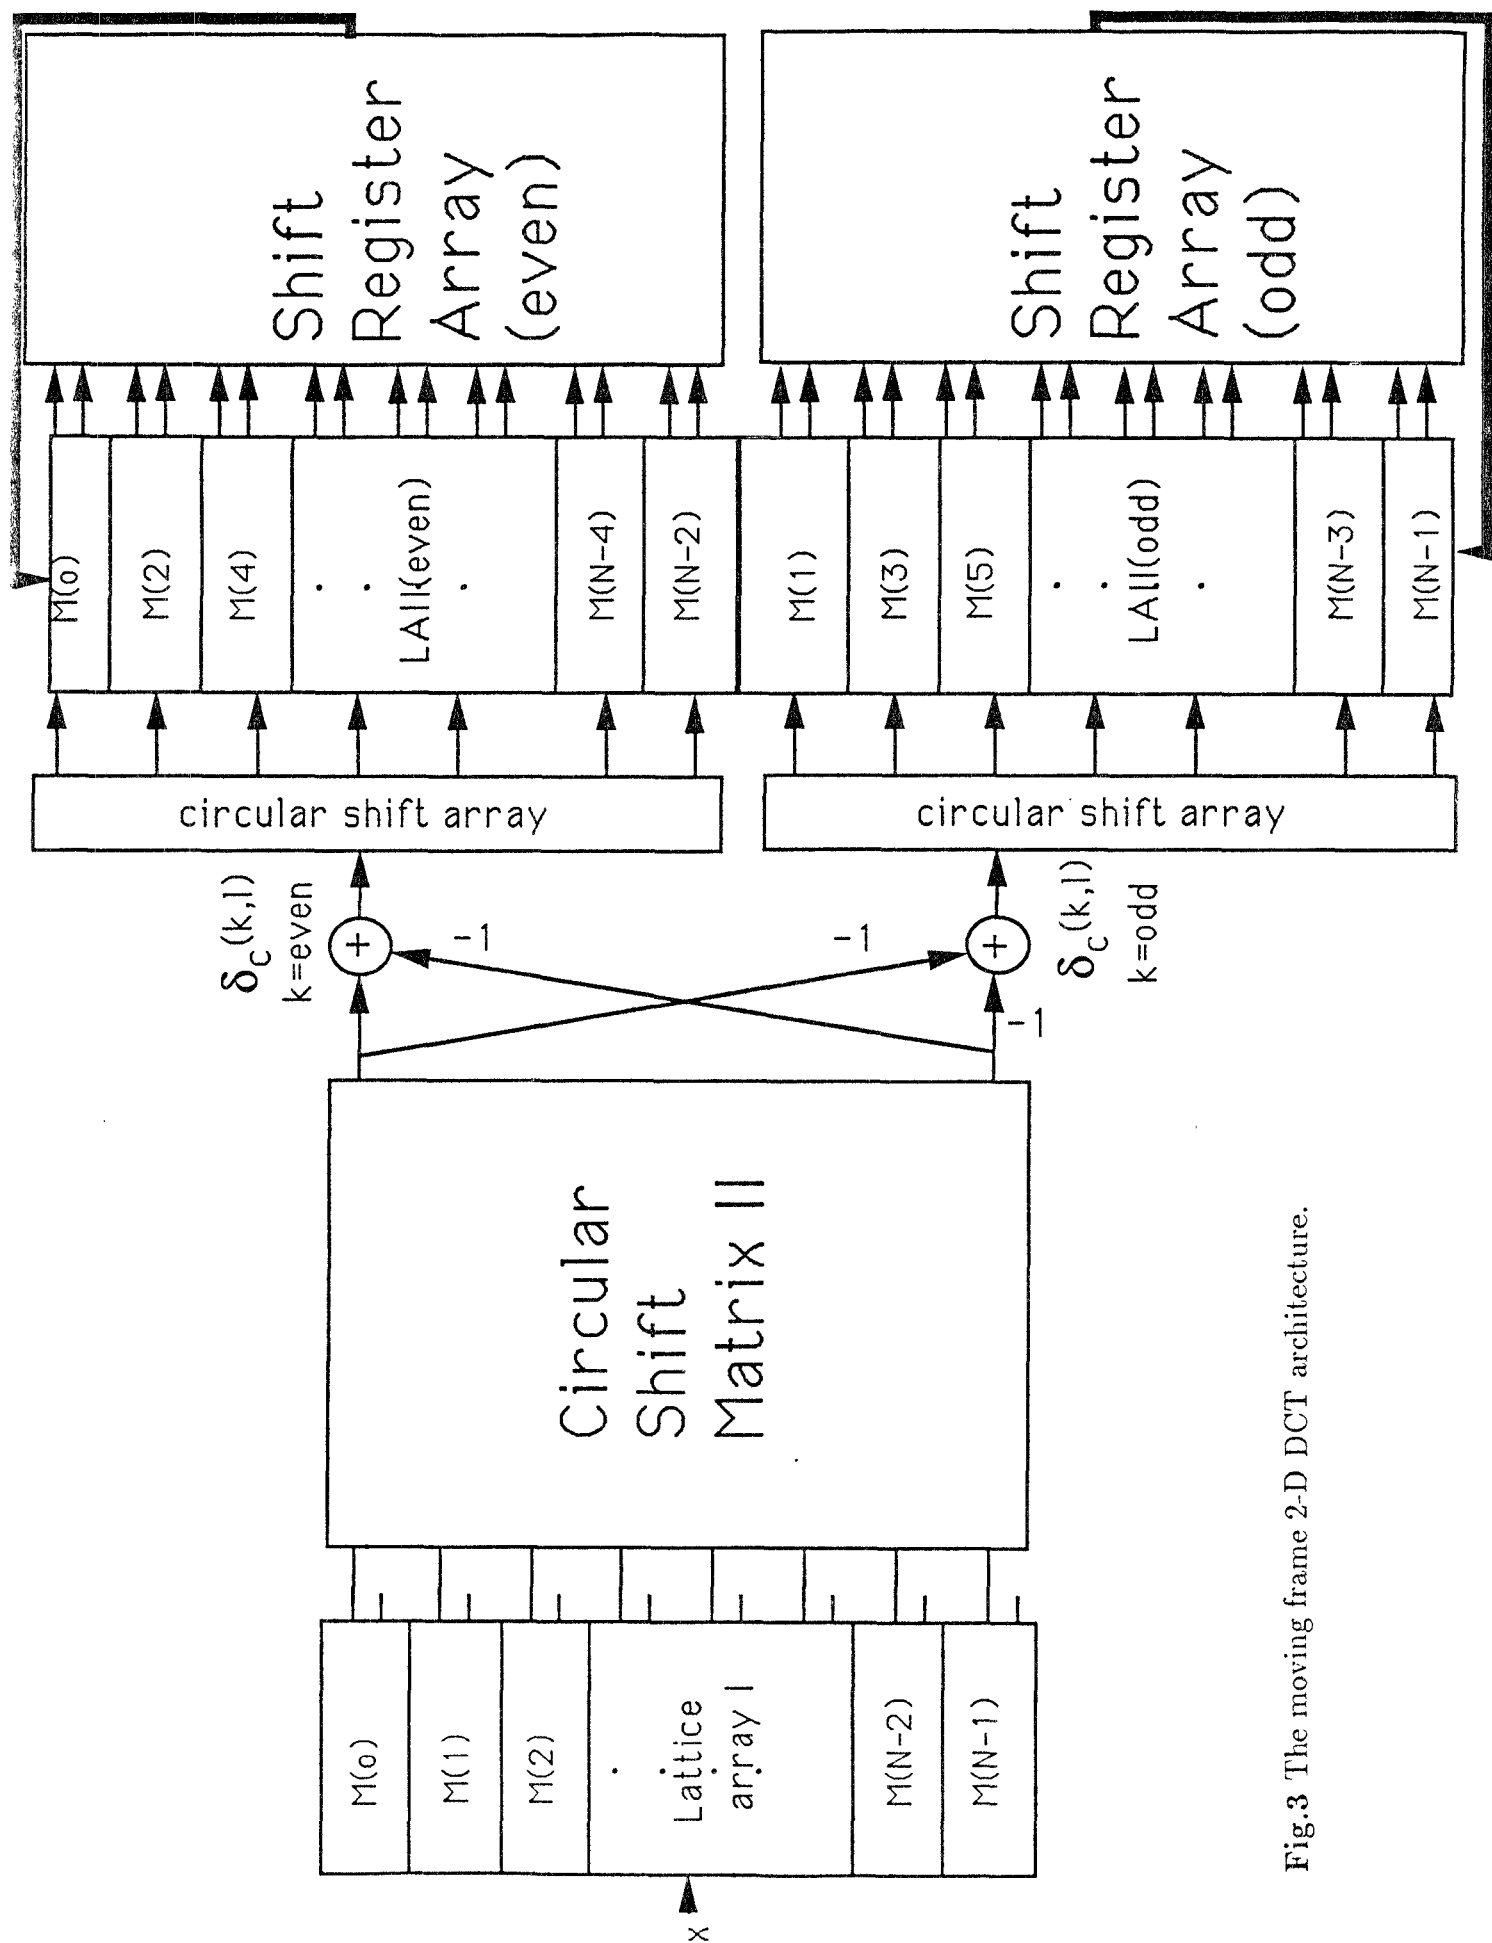 x
M(o)
M(1)
M(2)
Lattice
array I
M(N-2)
M(N-1)
Circular
Shift
Matrix II
-1
-1
-1
δc(k,l)
k=even
δc(k,l)
k=odd
circular shift array
circular shift array
M(o)
M(2)
M(4)
LAII(even)
M(N-4)
M(N-2)
M(1)
M(3)
M(5)
LAII(odd)
M(N-3)
M(N-1)
Shift
Register
Array
(even)
Shift
Register
Array
(odd)
+
+
Fig.3 The moving frame 2-D DCT architecture.